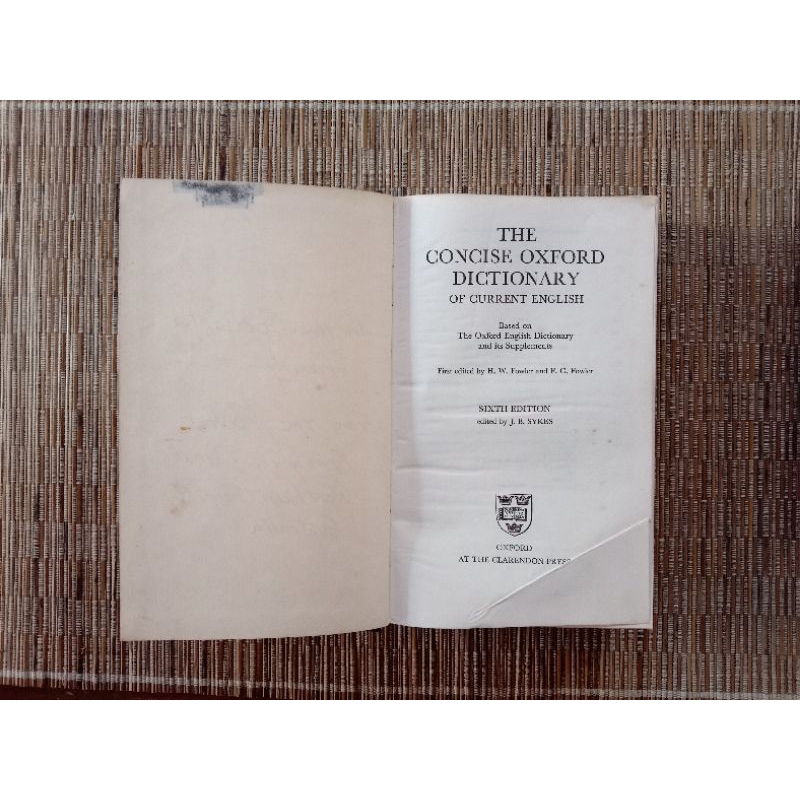 THE
CONCISE OXFORD
DICTIONARY
OF CURRENT ENGLISH
Based on
The Oxford English Dictionary
and its Supplements
First edited by H. W. Fowler and F. G. Fowler
SIXTH EDITION
edited by J. B. SYKES
OXFORD
AT THE CLARENDON PRESS